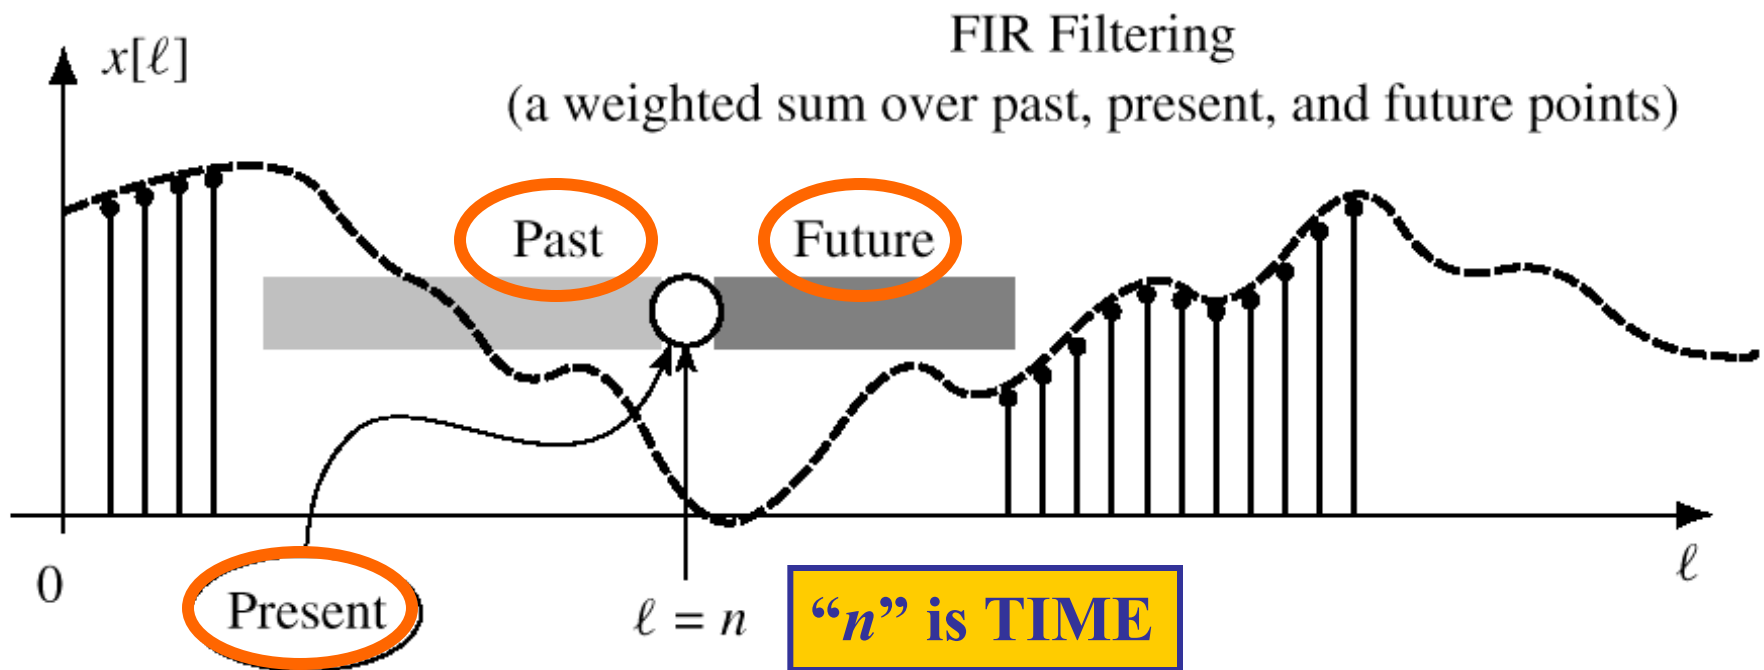 FIR Filtering
x[ℓ]
(a weighted sum over past, present, and future points)
Past
Future
0
Present
ℓ = n
“n” is TIME
ℓ